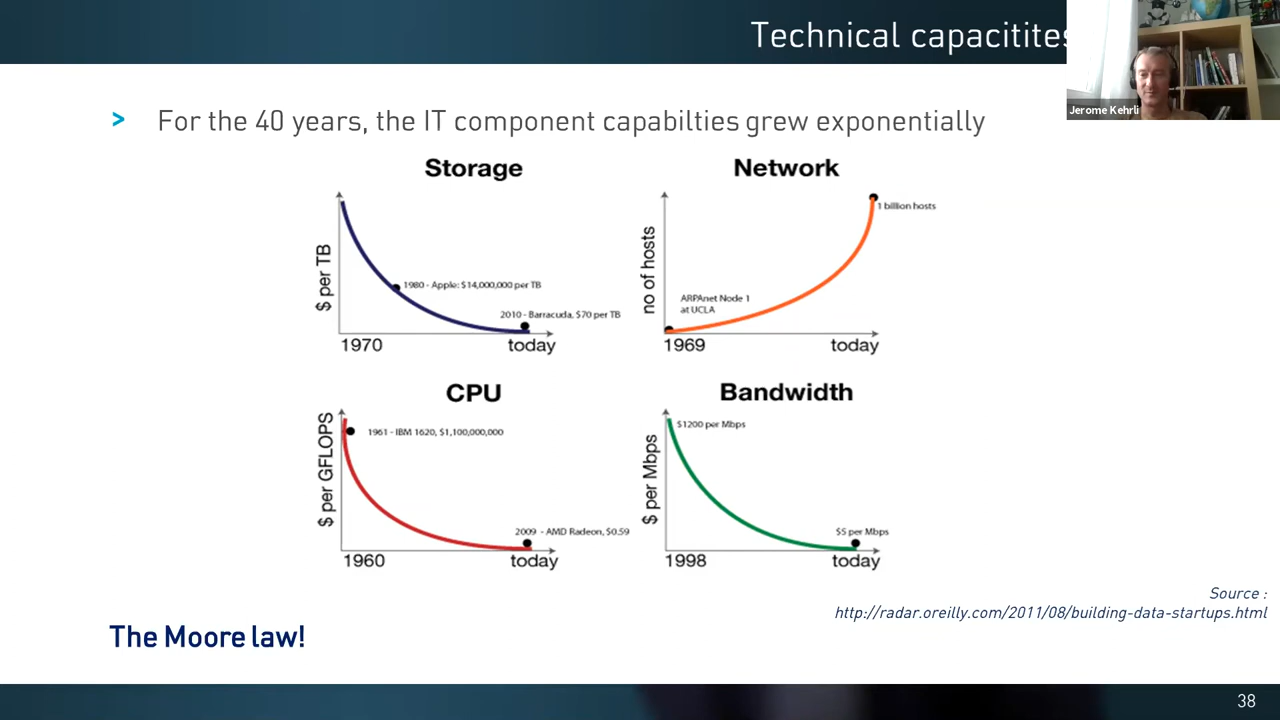 Technical capacitites
Jerome Kehrli
> For the 40 years, the IT component capabilties grew exponentially
Storage
$ per TB
1980 - Apple: $14,000,000 per TB
2010 - Barracuda, $70 per TB
1970 today
Network
no of hosts
1 billion hosts
ARPAnet Node 1
at UCLA
1969 today
CPU
$ per GFLOPS
1961 - IBM 1620, $1,100,000,000
2009 - AMD Radeon, $0.59
1960 today
Bandwidth
$ per Mbps
$1200 per Mbps
$5 per Mbps
1998 today
Source :
http://radar.oreilly.com/2011/08/building-data-startups.html
The Moore law!
38